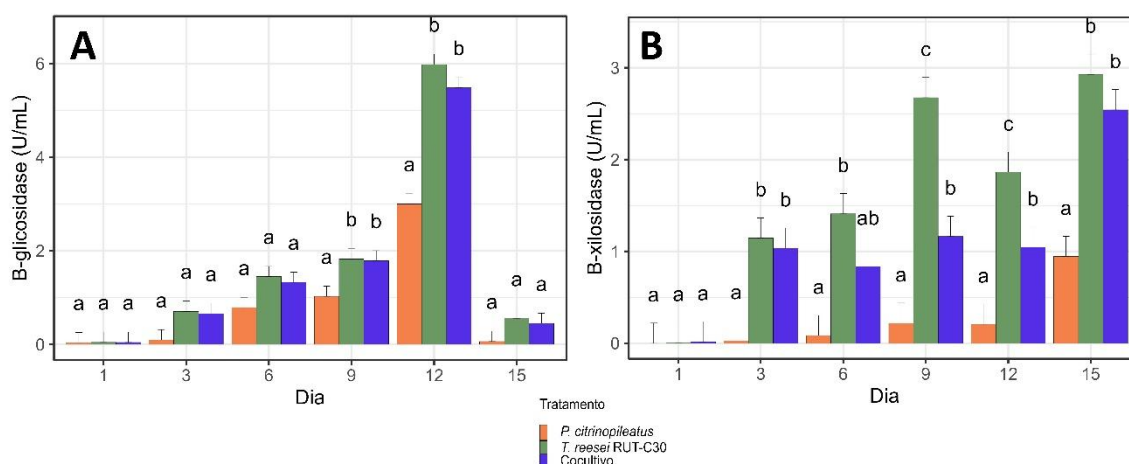 A
B-glicosidase (U/mL)
6
4
2
0
a a a
a a a
a a a
a b b
a b b
a a a
1 3 6 9 12 15
Dia
B
B-xilosidase (U/mL)
3
2
1
0
a a a
a b b
a b ab
a c b
a c b
a b b
1 3 6 9 12 15
Dia
Tratamento
P. citrinopileatus
T. reesei RUT-C30
Cocultivo